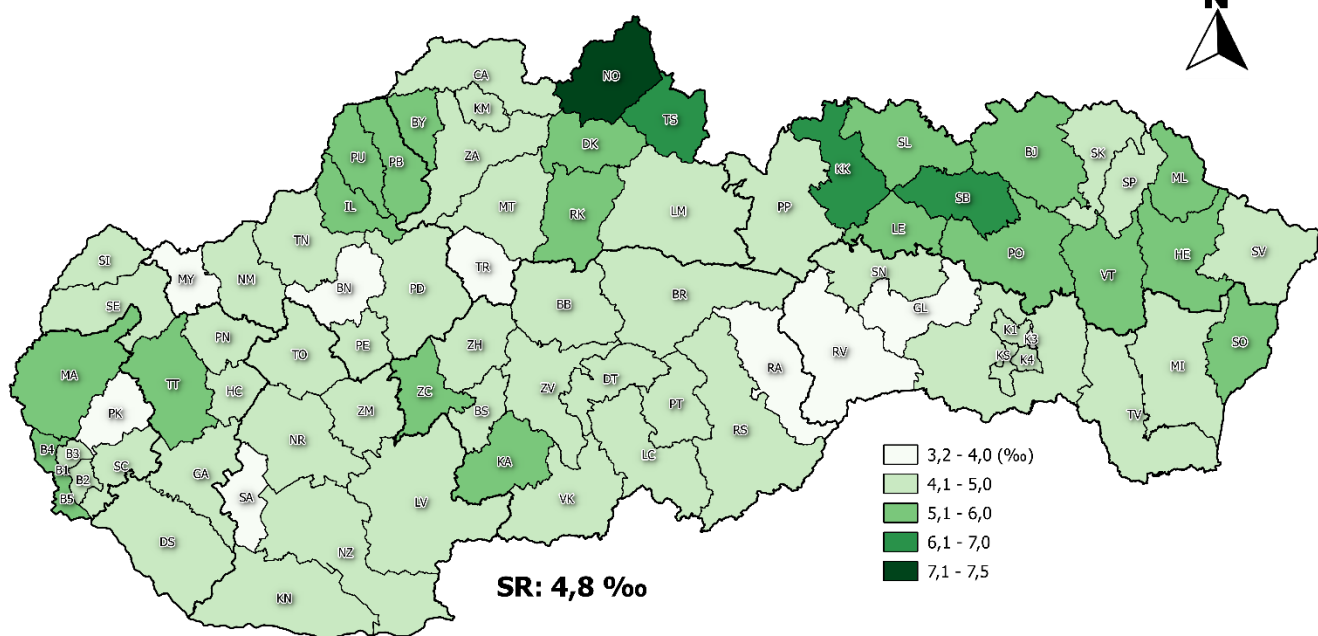 N
NO
CA
TS
KM
BY
DK
ZA
PU
PB
SL
BJ
SK
KK
SP
ML
IL
MT
RK
LM
PP
SB
LE
TN
PO
HE
SV
VT
SI
MY
NM
BN
PD
TR
SN
SE
BB
BR
GL
PN
TO
PE
ZH
RV
K1
K3
KS
K4
SO
MI
MA
TT
HC
ZC
RA
DT
ZV
PK
ZM
BS
PT
TV
B4
B3
B1
SC
B2
B5
NR
GA
KA
LC
RS
SA
LV
VK
DS
NZ
KN
3,2 - 4,0 (‰)
4,1 - 5,0
5,1 - 6,0
6,1 - 7,0
7,1 - 7,5
SR: 4,8 ‰